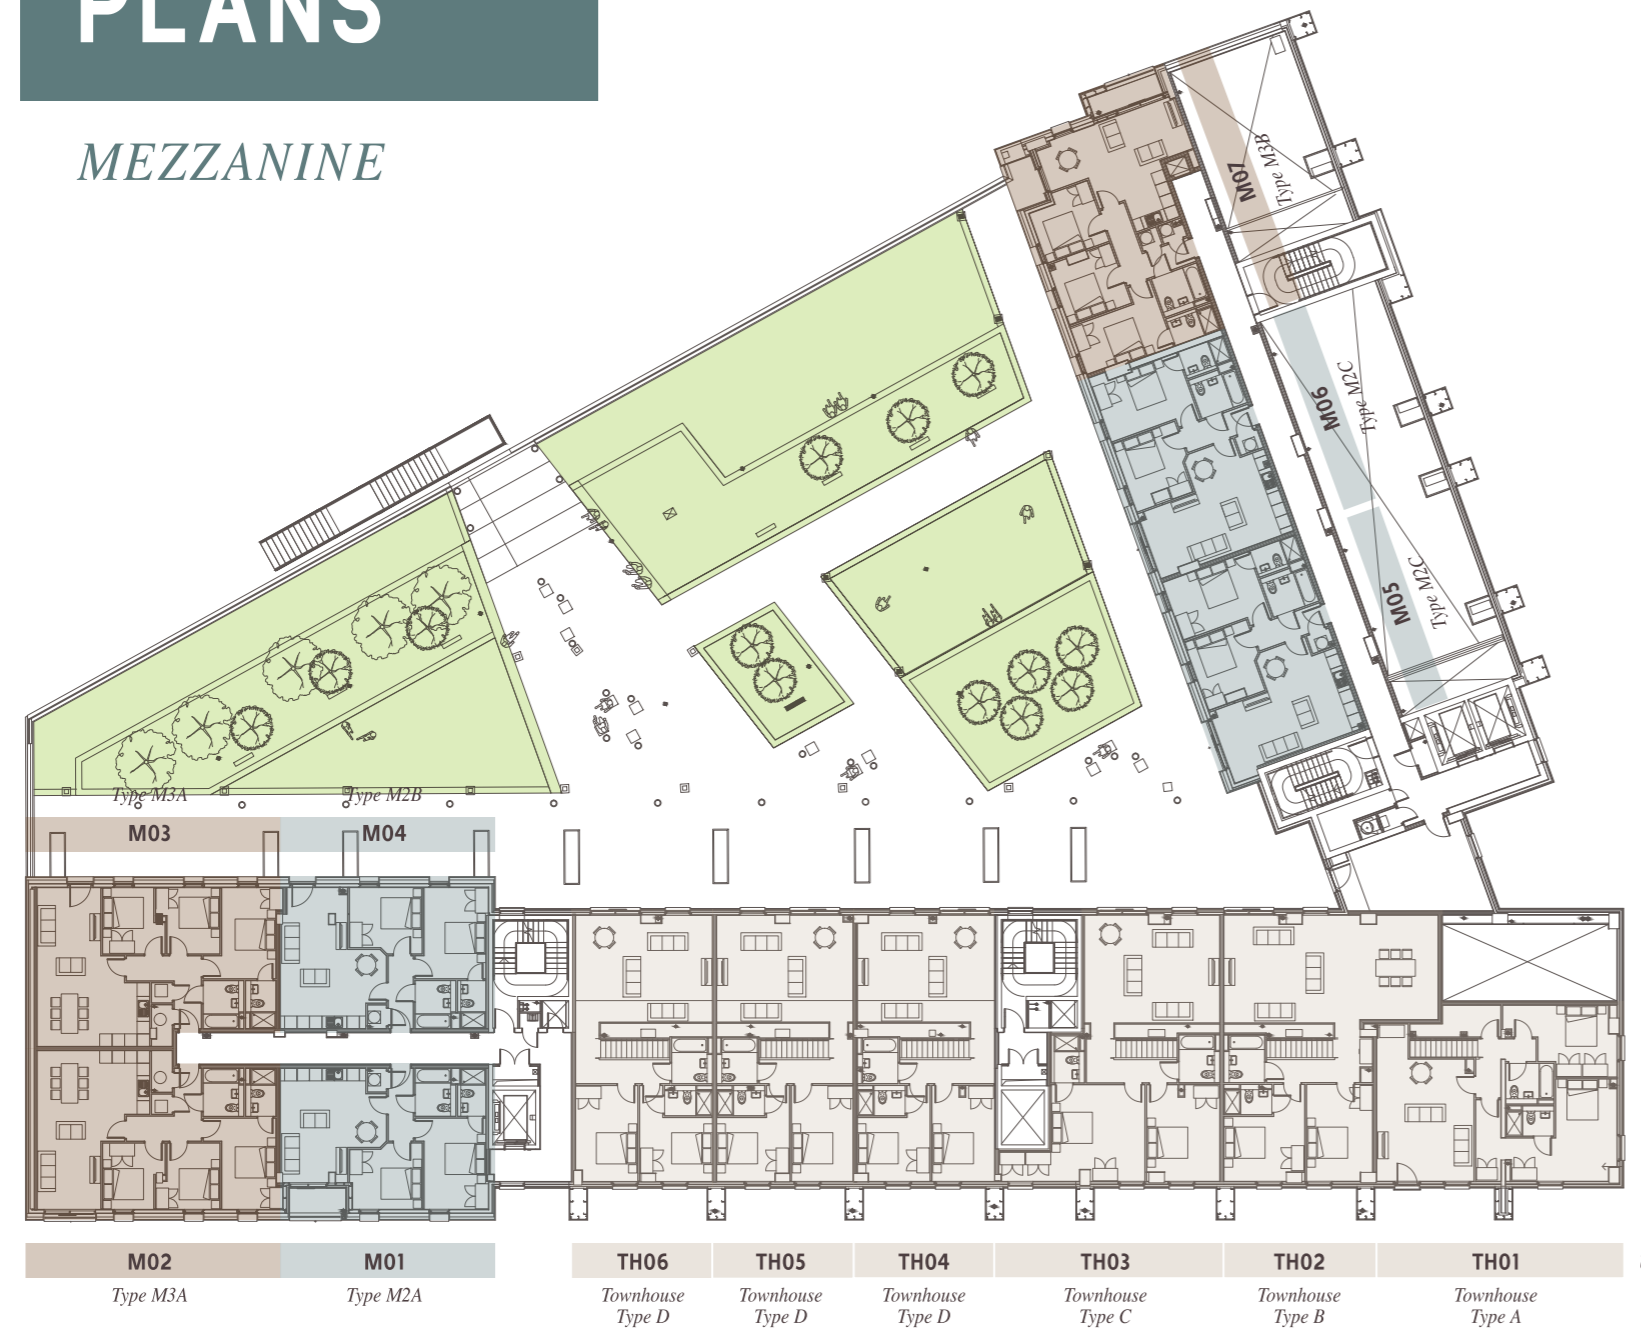 PLANS
MEZZANINE
M07
Type M3B
M06
Type M2C
M05
Type M2C
Type M3A
Type M2B
M03
M04
M02
M01
TH06
TH05
TH04
TH03
TH02
TH01
Type M3A
Type M2A
Townhouse
Type D
Townhouse
Type D
Townhouse
Type D
Townhouse
Type C
Townhouse
Type B
Townhouse
Type A